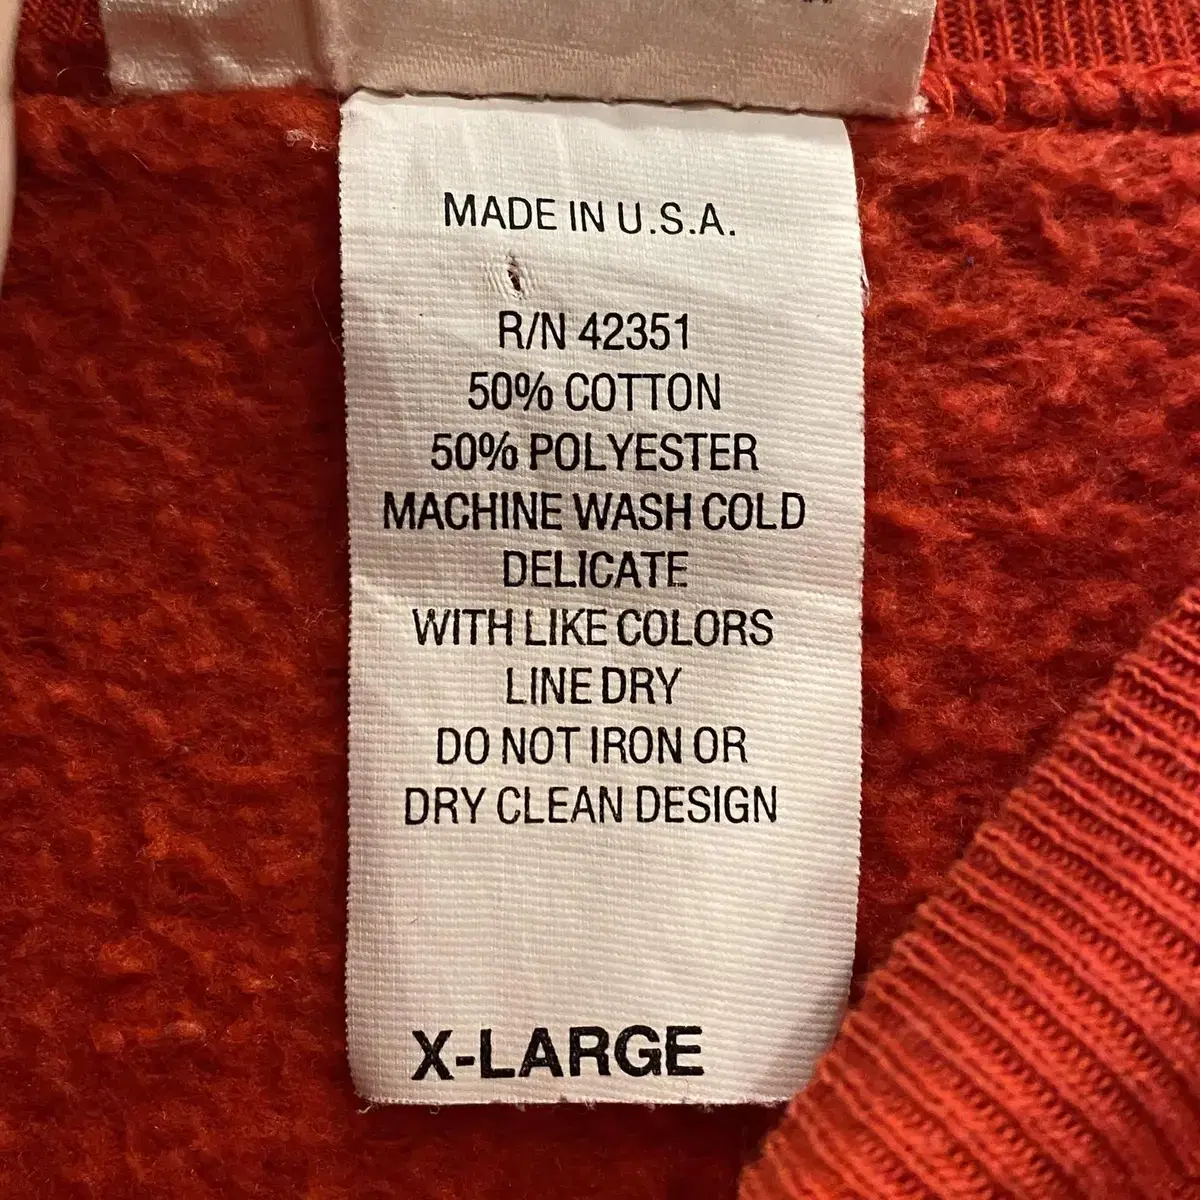 MADE IN U.S.A.
R/N 42351
50% COTTON
50% POLYESTER
MACHINE WASH COLD
DELICATE
WITH LIKE COLORS
LINE DRY
DO NOT IRON OR
DRY CLEAN DESIGN
X-LARGE